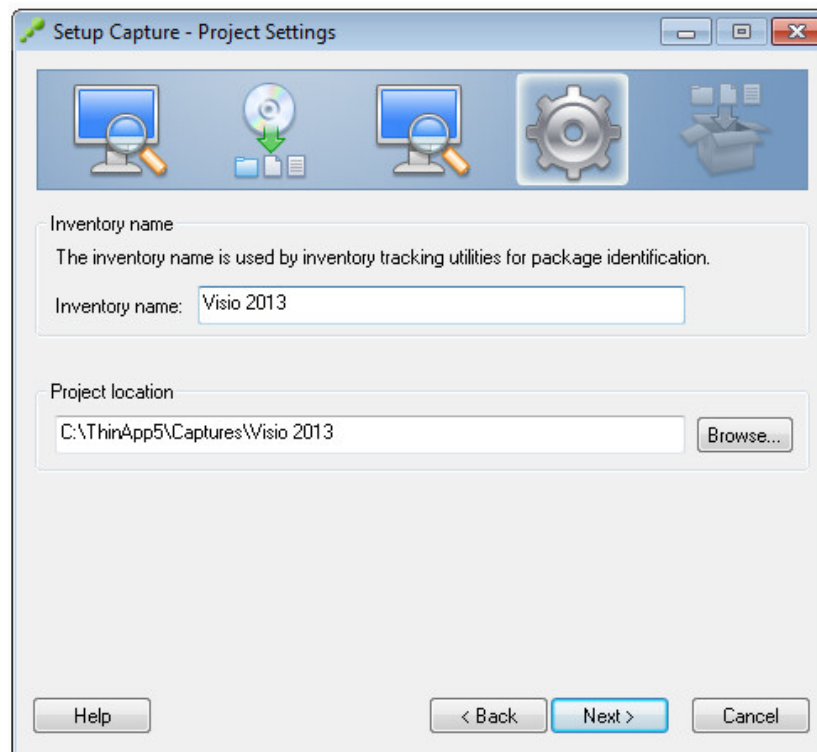 Setup Capture - Project Settings
Inventory name
The inventory name is used by inventory tracking utilities for package identification.
Inventory name: Visio 2013
Project location
C:\ThinApp5\Captures\Visio 2013 Browse...
Help < Back Next > Cancel